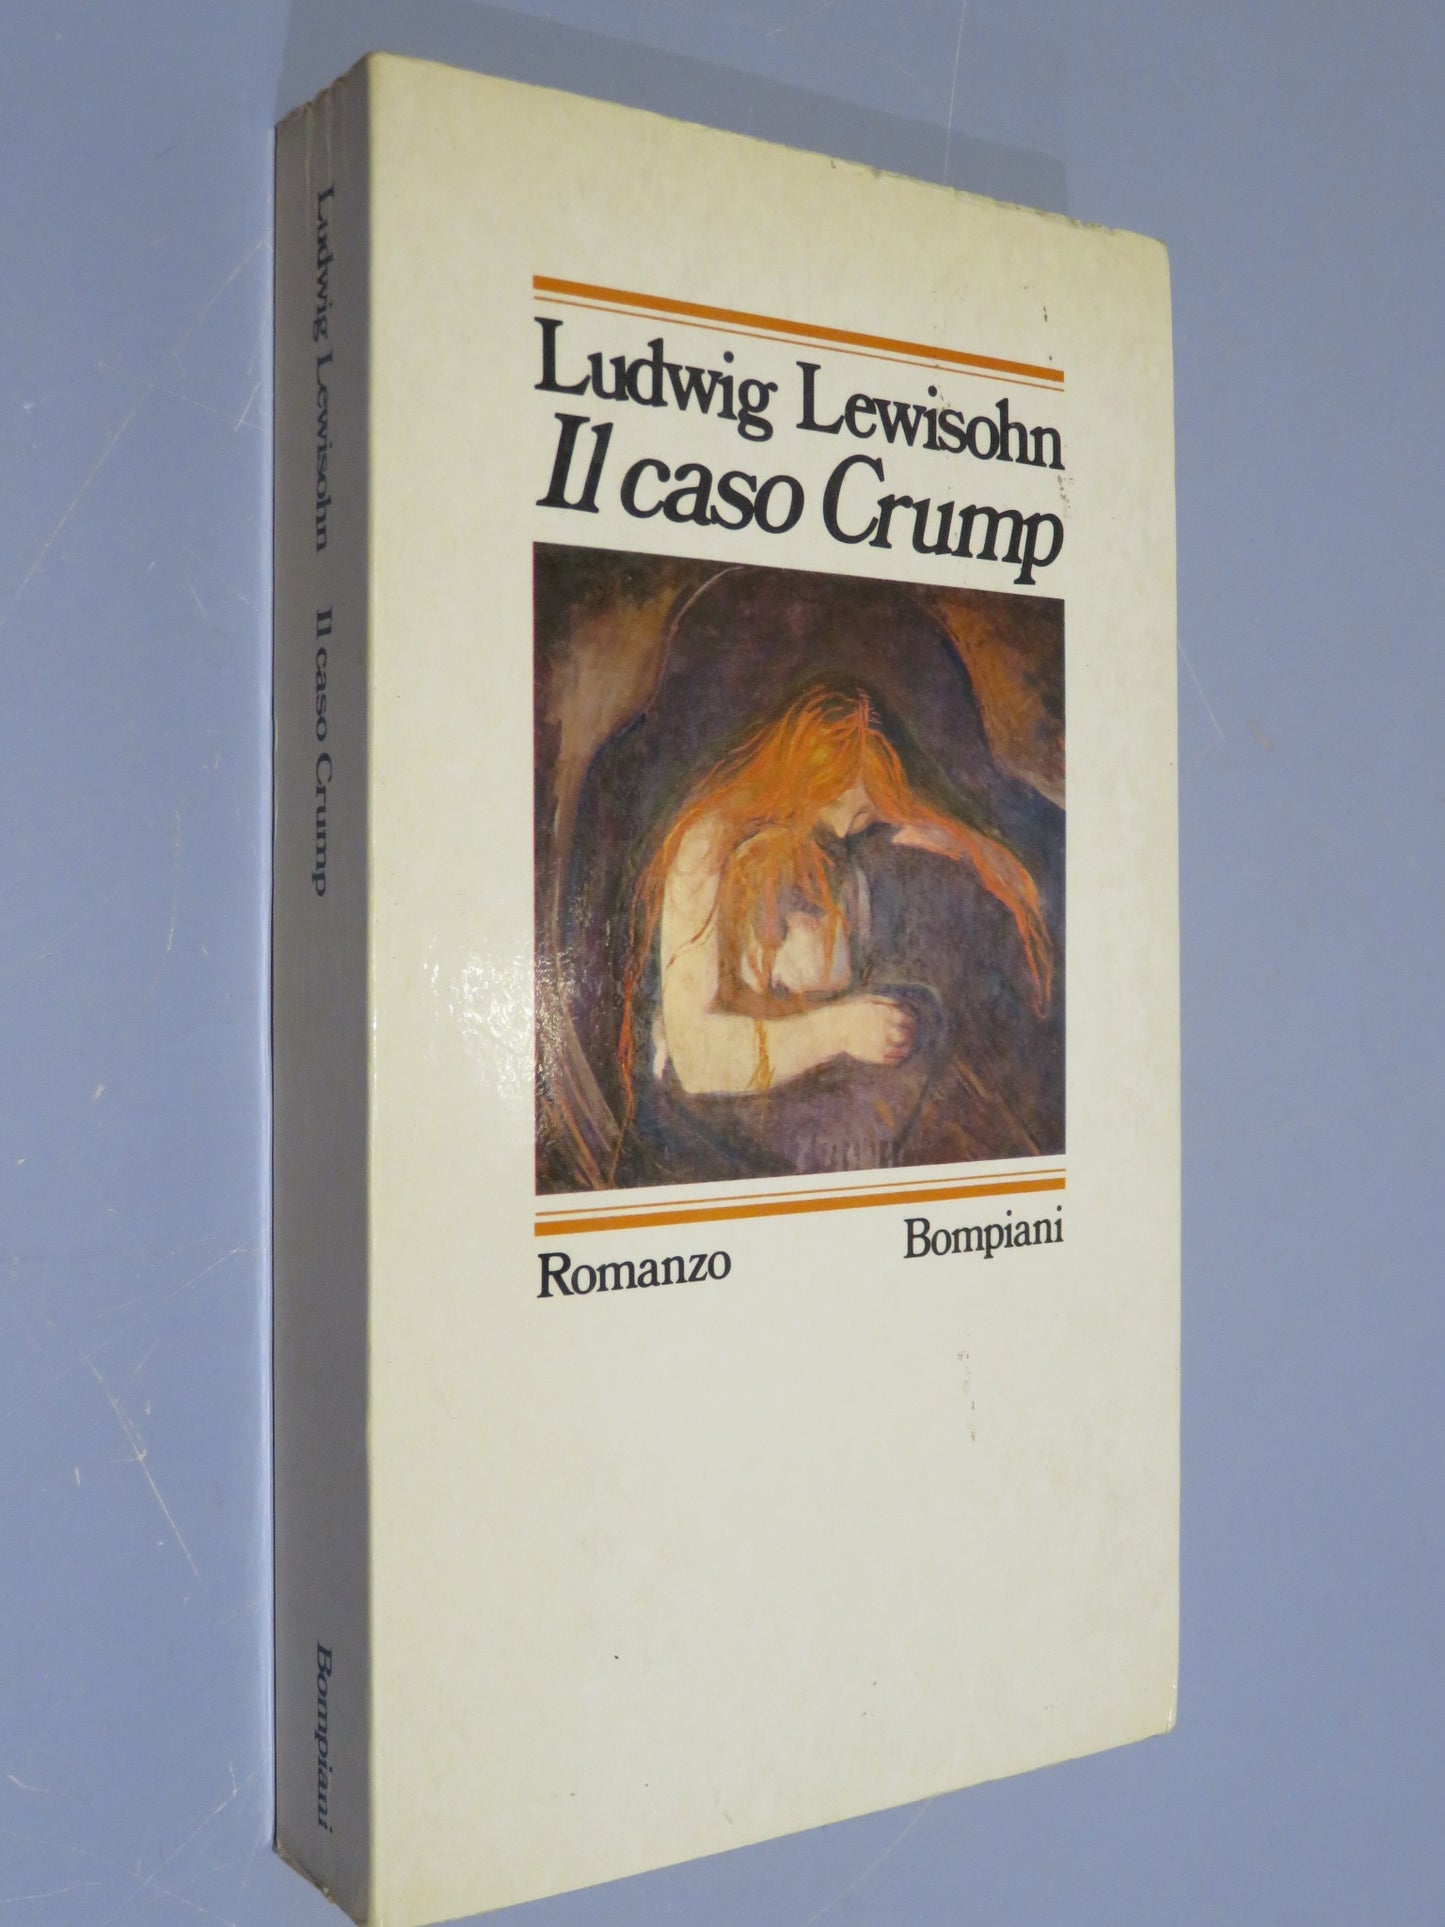 Ludwig Lewisohn
Il caso Crump
Romanzo
Bompiani
Ludwig Lewisohn Il caso Crump Bompiani